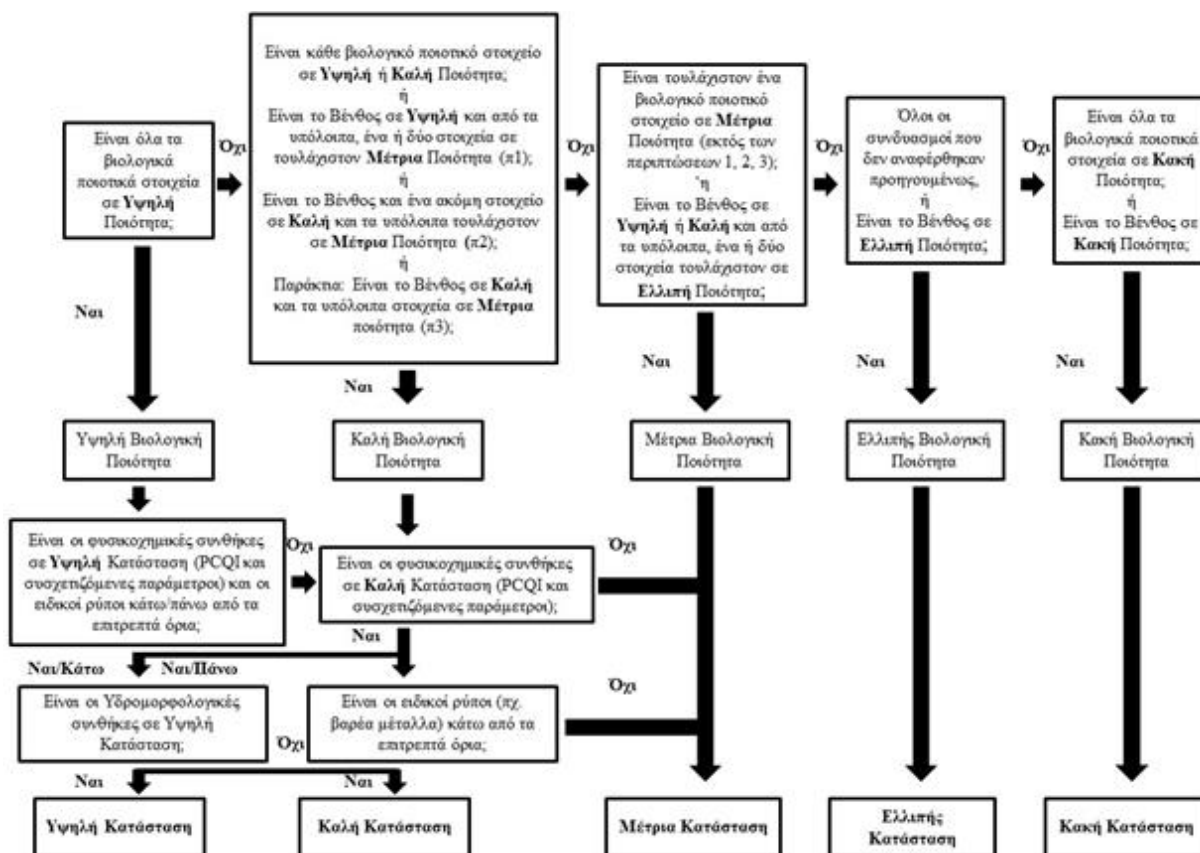 Είναι όλα τα
βιολογικά
ποιοτικά στοιχεία
σε Υψηλή
Ποιότητα;
Όχι
Είναι κάθε βιολογικό ποιοτικό στοιχείο
σε Υψηλή ή Καλή Ποιότητα;
ή
Είναι το Βένθος σε Υψηλή και από τα
υπόλοιπα, ένα ή δύο στοιχεία σε
τουλάχιστον Μέτρια Ποιότητα (π1);
ή
Είναι το Βένθος και ένα ακόμη στοιχείο
σε Καλή και τα υπόλοιπα τουλάχιστον
σε Μέτρια Ποιότητα (π2);
ή
Παράκτια: Είναι το Βένθος σε Καλή
και τα υπόλοιπα στοιχεία σε Μέτρια
ποιότητα (π3);
Όχι
Είναι τουλάχιστον ένα
βιολογικό ποιοτικό
στοιχείο σε Μέτρια
Ποιότητα (εκτός των
περιπτώσεων 1, 2, 3);
`η
Είναι το Βένθος σε
Υψηλή ή Καλή και από
τα υπόλοιπα, ένα ή δύο
στοιχεία τουλάχιστον σε
Ελλιπή Ποιότητα;
Όχι
Όλοι οι
συνδυασμοί που
δεν αναφέρθηκαν
προηγουμένως,
ή
Είναι το Βένθος σε
Ελλιπή Ποιότητα;
Όχι
Είναι όλα τα
βιολογικά ποιοτικά
στοιχεία σε Κακή
Ποιότητα;
ή
Είναι το Βένθος σε
Κακή Ποιότητα;
Ναι
Ναι
Ναι
Ναι
Ναι
Υψηλή Βιολογική
Ποιότητα
Καλή Βιολογική
Ποιότητα
Μέτρια Βιολογική
Ποιότητα
Ελλιπής Βιολογική
Ποιότητα
Κακή Βιολογική
Ποιότητα
Είναι οι φυσικοχημικές συνθήκες
σε Υψηλή Κατάσταση (PCQI και
συσχετιζόμενες παράμετροι) και οι
ειδικοί ρύποι κάτω/πάνω από τα
επιτρεπτά όρια;
Όχι
Είναι οι φυσικοχημικές συνθήκες
σε Καλή Κατάσταση (PCQI και
συσχετιζόμενες παράμετροι);
Όχι
Ναι
Ναι/Κάτω
Ναι/Πάνω
Είναι οι Υδρομορφολογικές
συνθήκες σε Υψηλή
Κατάσταση;
Όχι
Είναι οι ειδικοί ρύποι (πχ.
βαρέα μέταλλα) κάτω από τα
επιτρεπτά όρια;
Όχι
Ναι
Ναι
Υψηλή Κατάσταση
Καλή Κατάσταση
Μέτρια Κατάσταση
Ελλιπής
Κατάσταση
Κακή Κατάσταση